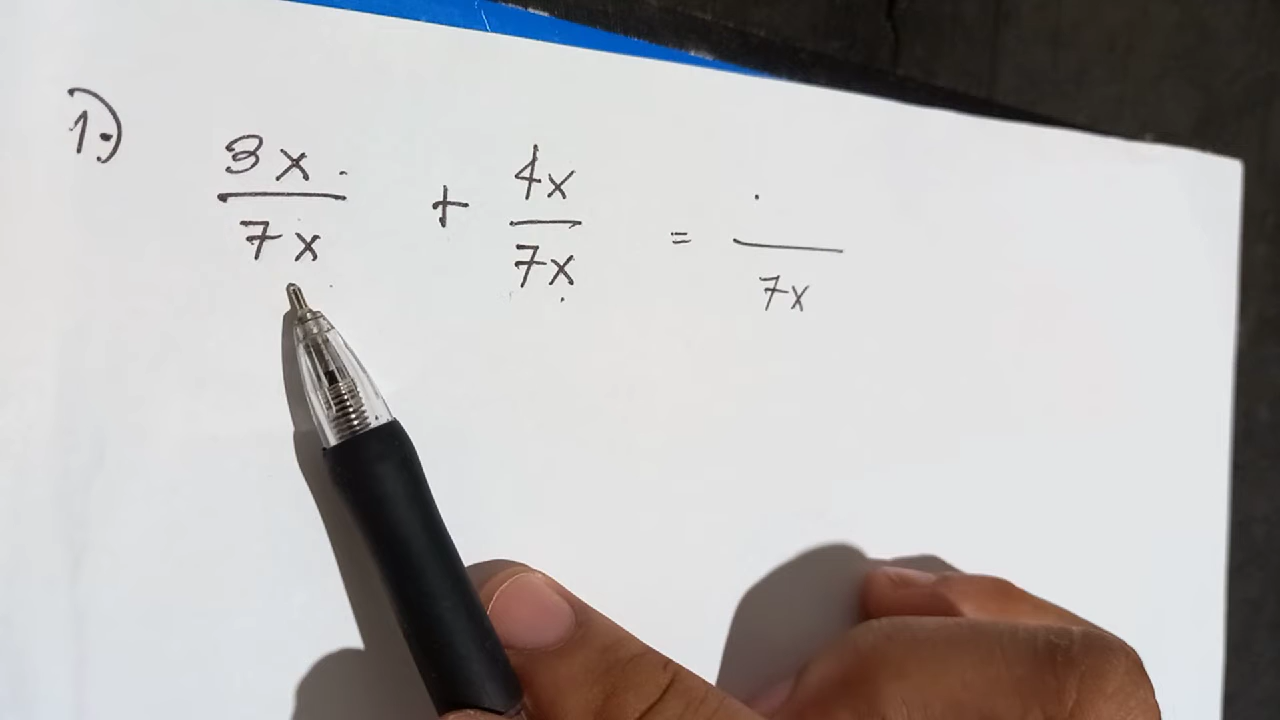 1.) 3x/7x + 4x/7x = /7x